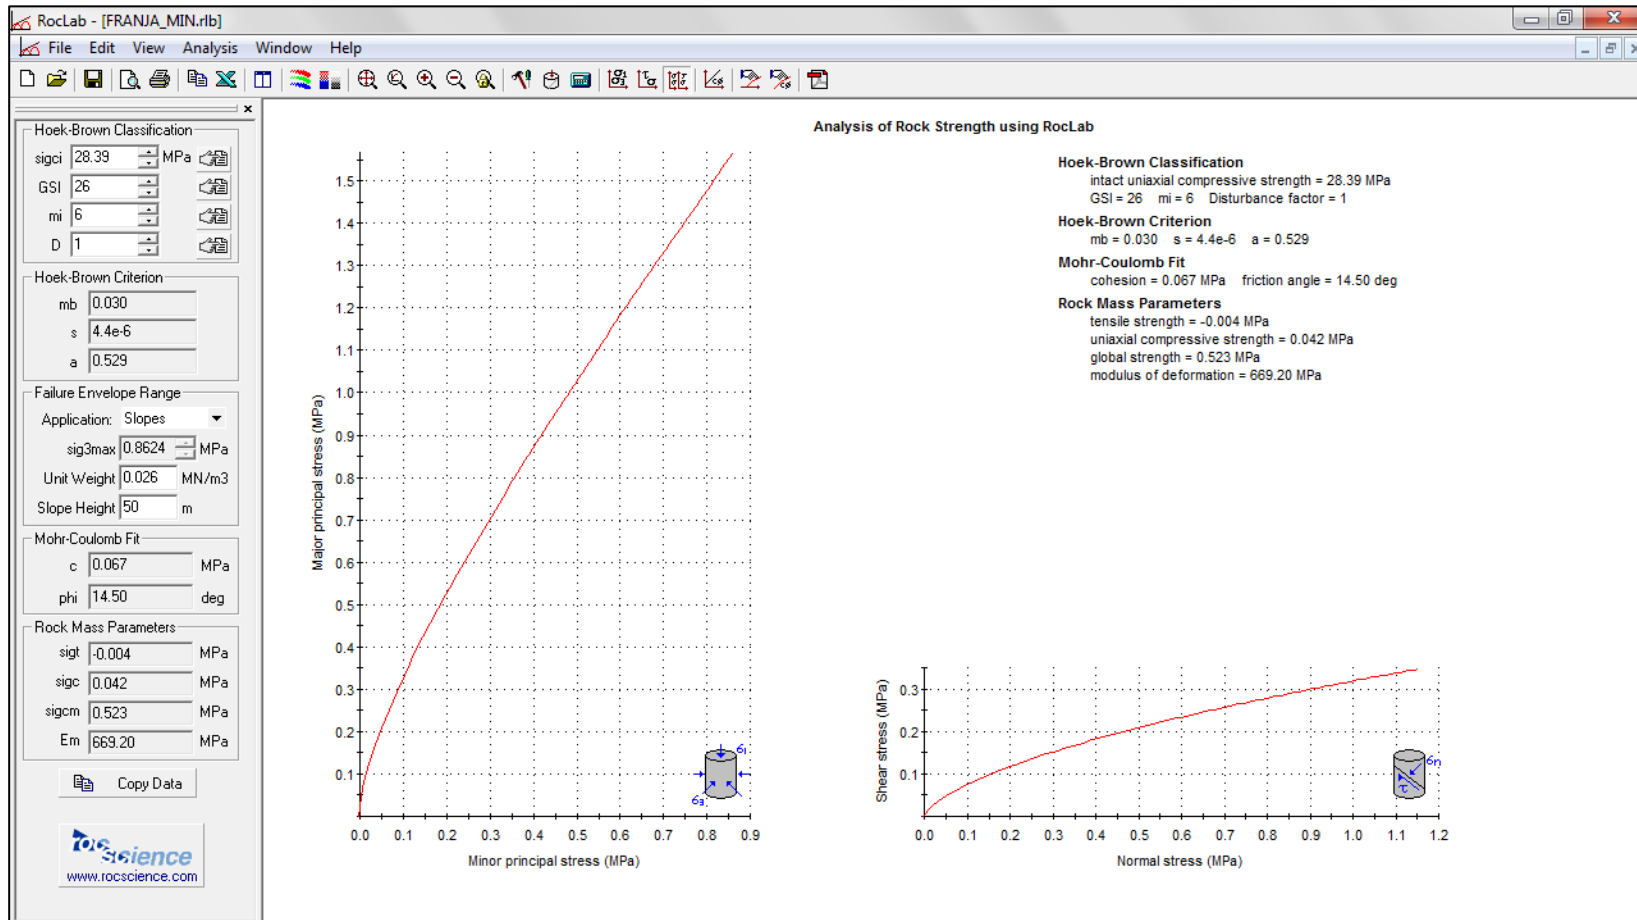 RocLab - [FRANJA_MIN.rlb]
File Edit View Analysis Window Help
Hoek-Brown Classification
sigci 28.39 MPa
GSI 26
mi 6
D 1
Hoek-Brown Criterion
mb 0.030
s 4.4e-6
a 0.529
Failure Envelope Range
Application: Slopes
sig3max 0.8624 MPa
Unit Weight 0.026 MN/m3
Slope Height 50 m
Mohr-Coulomb Fit
c 0.067 MPa
phi 14.50 deg
Rock Mass Parameters
sigt -0.004 MPa
sigc 0.042 MPa
sigcm 0.523 MPa
Em 669.20 MPa
Copy Data
rocscience
www.rocscience.com
Analysis of Rock Strength using RocLab
Hoek-Brown Classification
intact uniaxial compressive strength = 28.39 MPa
GSI = 26 mi = 6 Disturbance factor = 1
Hoek-Brown Criterion
mb = 0.030 s = 4.4e-6 a = 0.529
Mohr-Coulomb Fit
cohesion = 0.067 MPa friction angle = 14.50 deg
Rock Mass Parameters
tensile strength = -0.004 MPa
uniaxial compressive strength = 0.042 MPa
global strength = 0.523 MPa
modulus of deformation = 669.20 MPa
Major principal stress (MPa)
1.5
1.4
1.3
1.2
1.1
1.0
0.9
0.8
0.7
0.6
0.5
0.4
0.3
0.2
0.1
0.0 0.1 0.2 0.3 0.4 0.5 0.6 0.7 0.8 0.9
Minor principal stress (MPa)
σ1
σ3
Shear stress (MPa)
0.3
0.2
0.1
0.0 0.1 0.2 0.3 0.4 0.5 0.6 0.7 0.8 0.9 1.0 1.1 1.2
Normal stress (MPa)
σn
τ